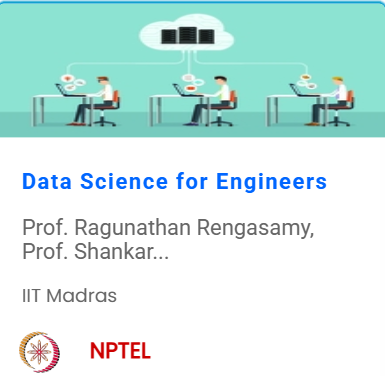 Data Science for Engineers
Prof. Ragunathan Rengasamy,
Prof. Shankar...
IIT Madras
NPTEL